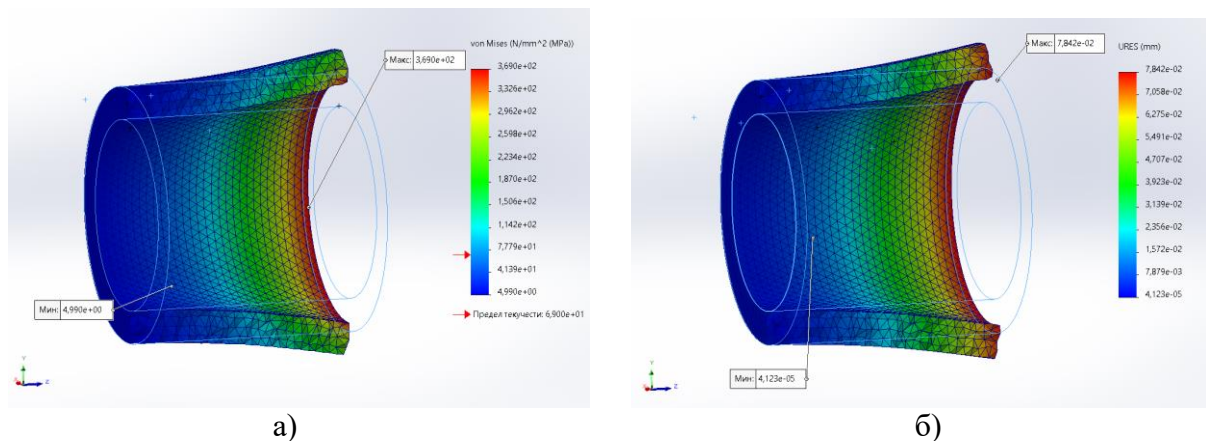 von Mises (N/mm^2 (MPa))
Макс: 3,690e+02
3,690e+02
3,326e+02
2,962e+02
2,598e+02
2,234e+02
1,870e+02
1,506e+02
1,142e+02
7,779e+01
4,139e+01
4,990e+00
Предел текучести: 6,900e+01
Мин: 4,990e+00
Y
X
Z
а)
Макс: 7,842e-02
URES (mm)
7,842e-02
7,058e-02
6,275e-02
5,491e-02
4,707e-02
3,923e-02
3,139e-02
2,356e-02
1,572e-02
7,879e-03
4,123e-05
Мин: 4,123e-05
Y
X
Z
б)